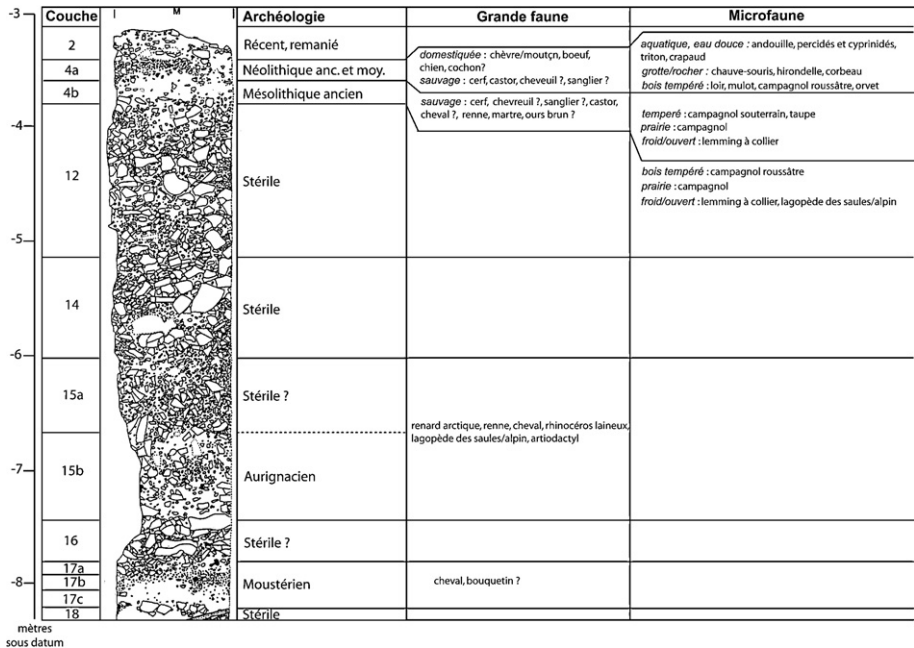 Couche
M
Archéologie
Grande faune
Microfaune
-3
-4
-5
-6
-7
-8
mètres
sous datum
2
Récent, remanié
4a
Néolithique anc. et moy.
4b
Mésolithique ancien
12
Stérile
14
Stérile
15a
Stérile ?
15b
Aurignacien
16
Stérile ?
17a
17b
17c
Moustérien
18
Stérile
domestiquée : chèvre/moutçn, boeuf,
chien, cochon?
sauvage : cerf, castor, cheveuil ?, sanglier ?
sauvage : cerf, chevreuil ?, sanglier ?, castor,
cheval ?, renne, martre, ours brun ?
renard arctique, renne, cheval, rhinocéros laineux,
lagopède des saules/alpin, artiodactyl
cheval, bouquetin ?
aquatique, eau douce : andouille, percidés et cyprinidés,
triton, crapaud
grotte/rocher : chauve-souris, hirondelle, corbeau
bois tempéré : loir, mulot, campagnol roussâtre, orvet
temperé : campagnol souterrain, taupe
prairie : campagnol
froid/ouvert : lemming à collier
bois tempéré : campagnol roussâtre
prairie : campagnol
froid/ouvert : lemming à collier, lagopède des saules/alpin